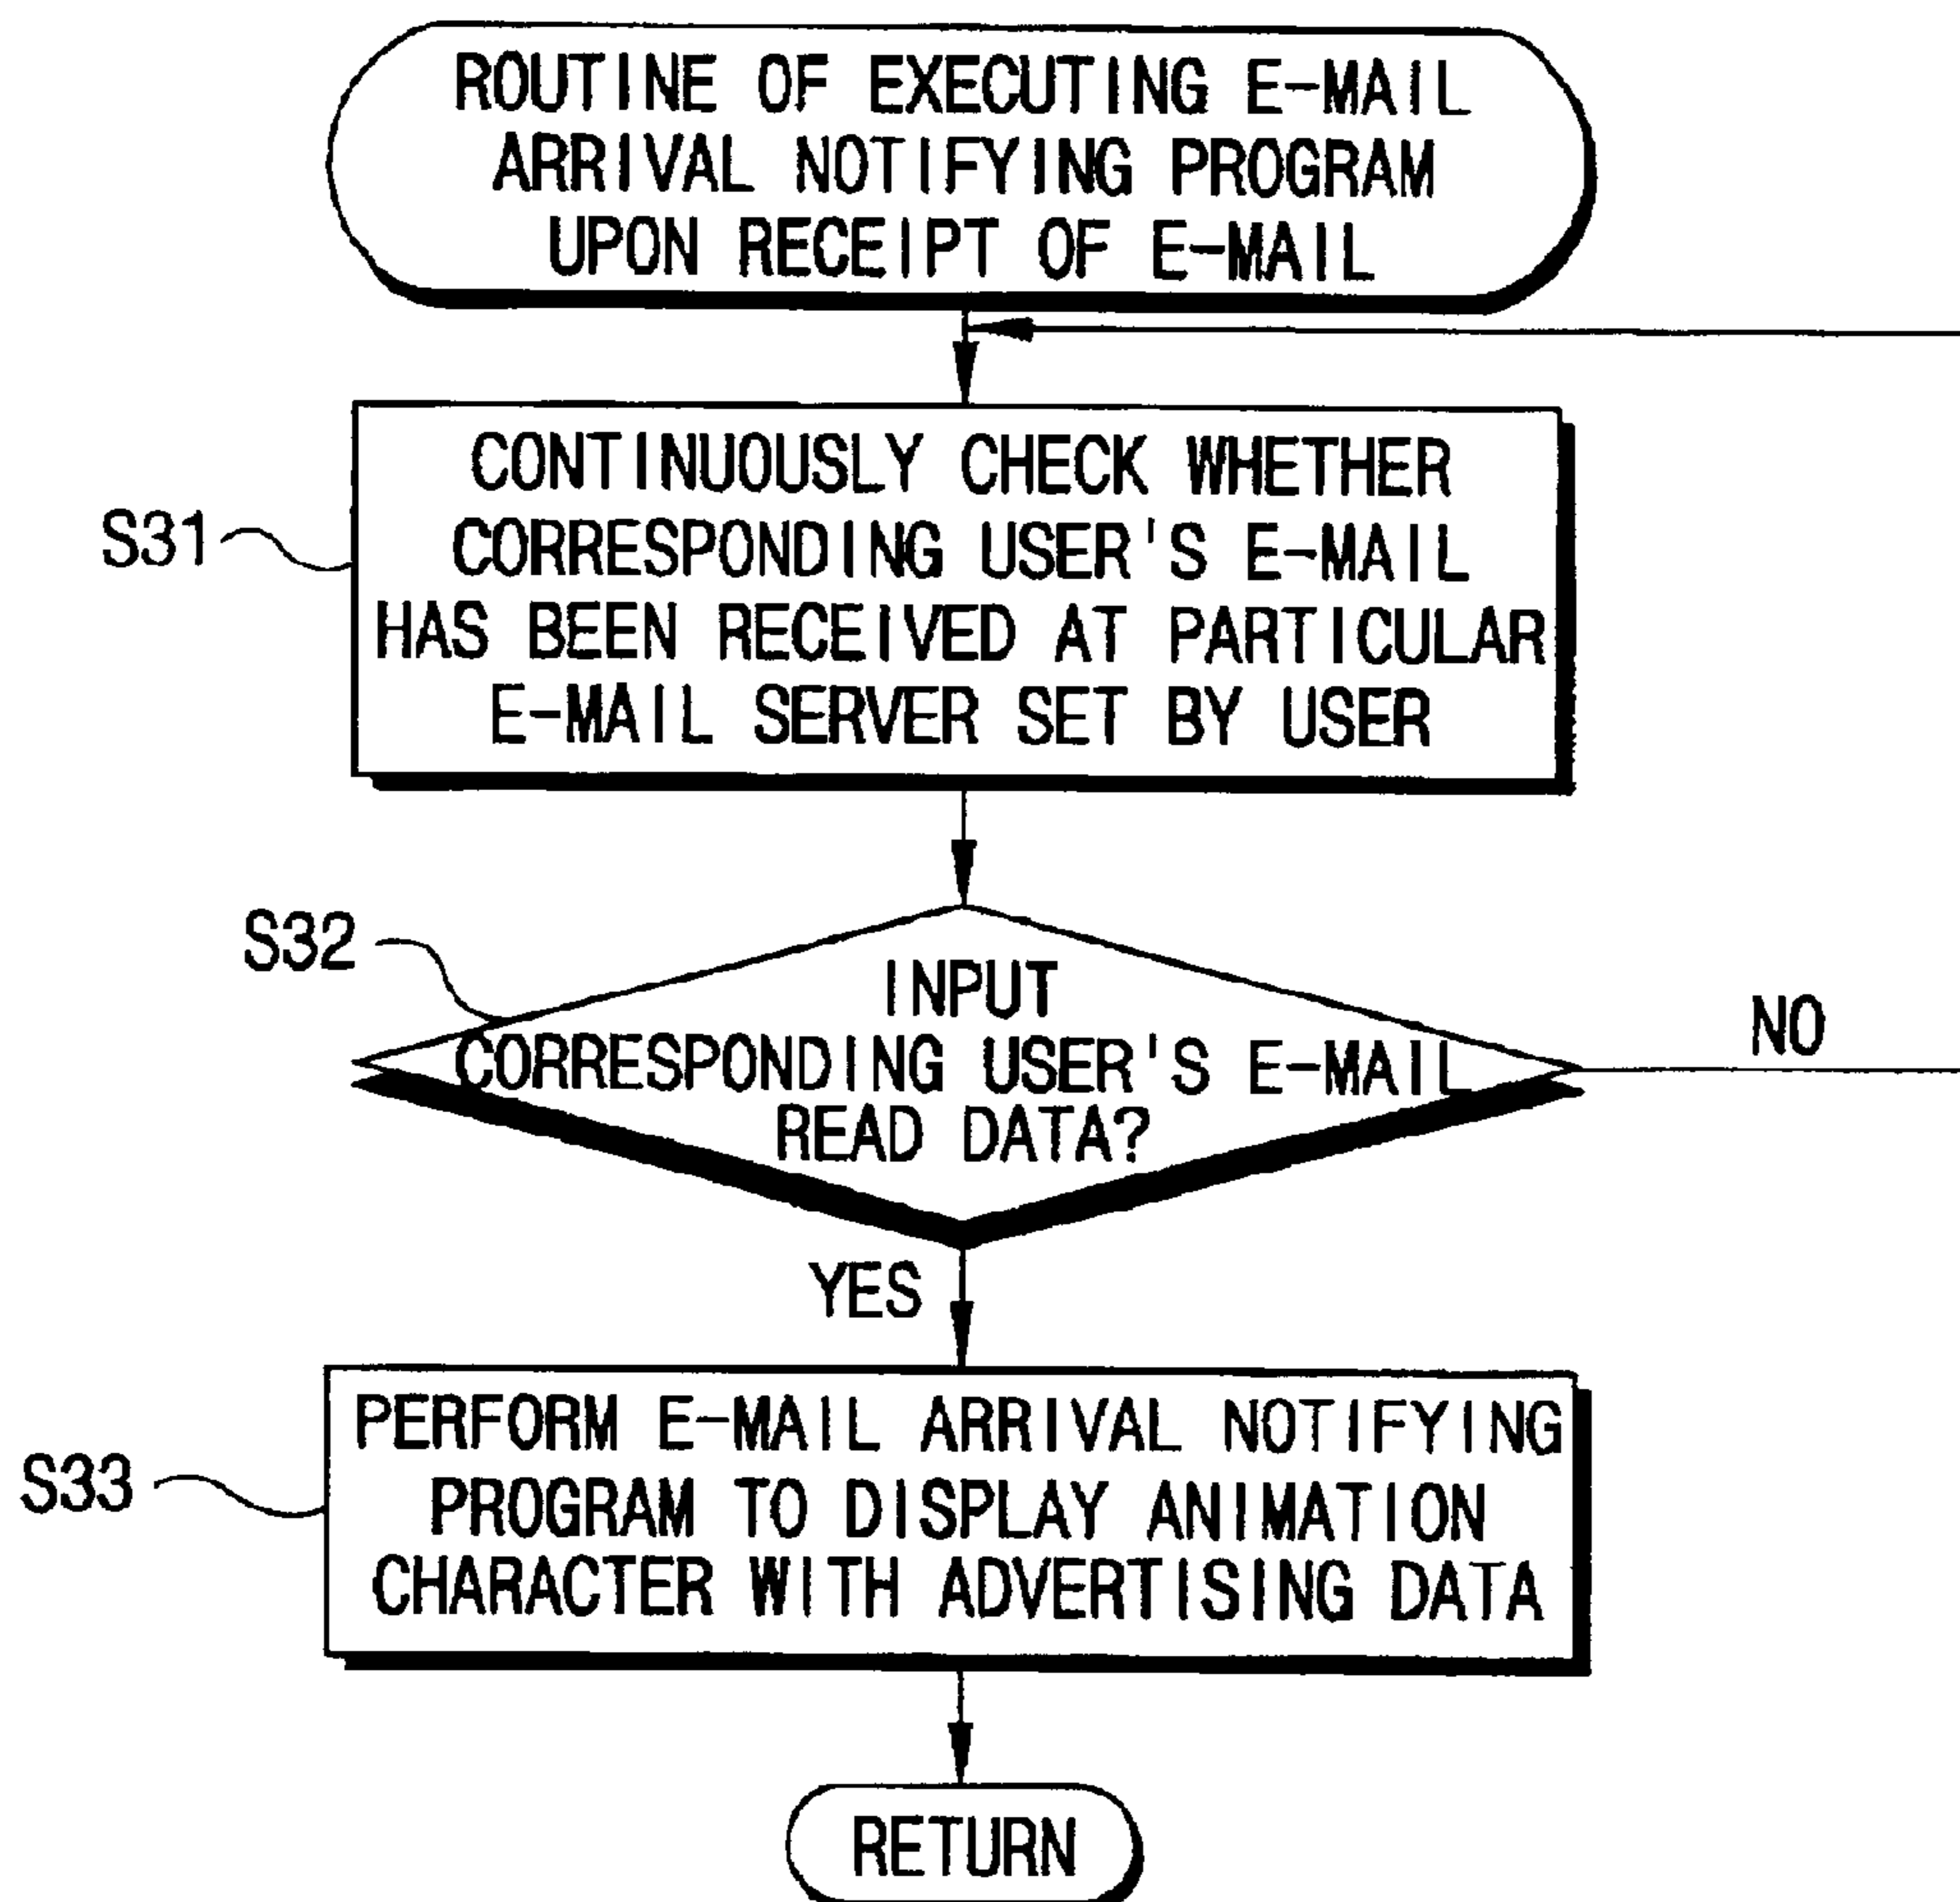 ROUTINE OF EXECUTING E-MAIL
ARRIVAL NOTIFYING PROGRAM
UPON RECEIPT OF E-MAIL
S31
CONTINUOUSLY CHECK WHETHER
CORRESPONDING USER'S E-MAIL
HAS BEEN RECEIVED AT PARTICULAR
E-MAIL SERVER SET BY USER
S32
INPUT
CORRESPONDING USER'S E-MAIL
READ DATA?
NO
YES
S33
PERFORM E-MAIL ARRIVAL NOTIFYING
PROGRAM TO DISPLAY ANIMATION
CHARACTER WITH ADVERTISING DATA
RETURN